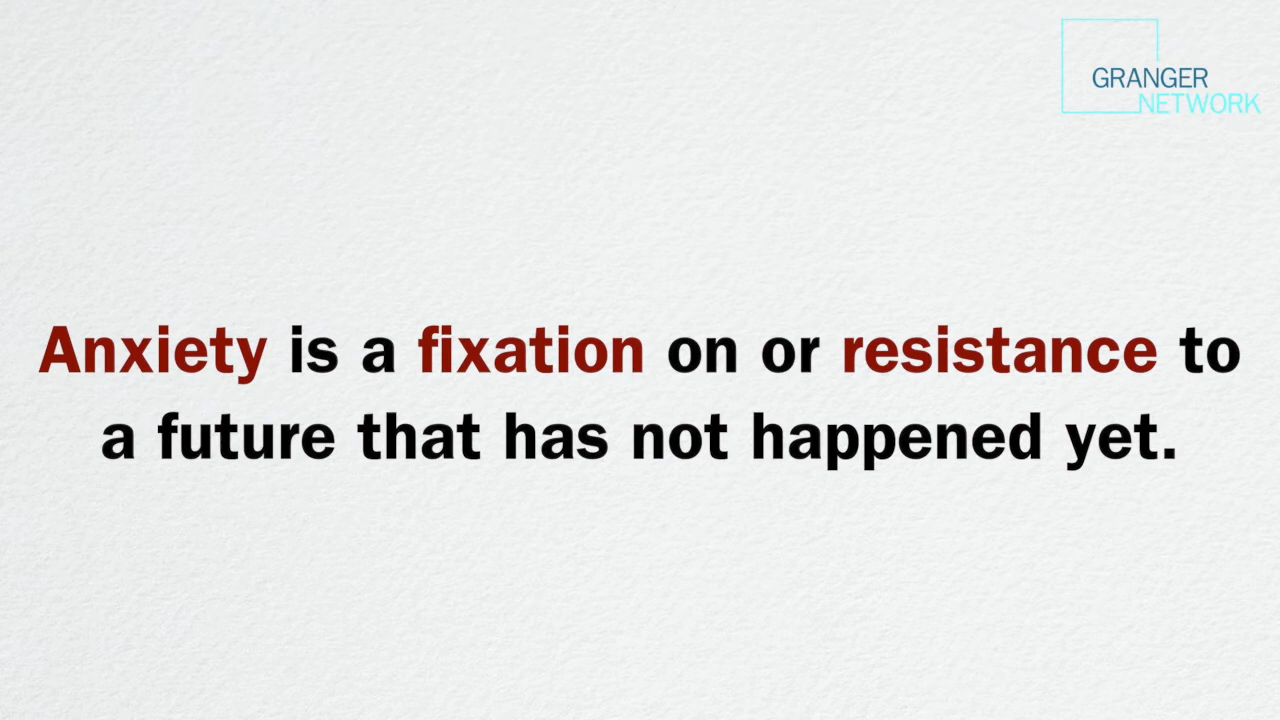 GRANGER
NETWORK
Anxiety is a fixation on or resistance to
a future that has not happened yet.